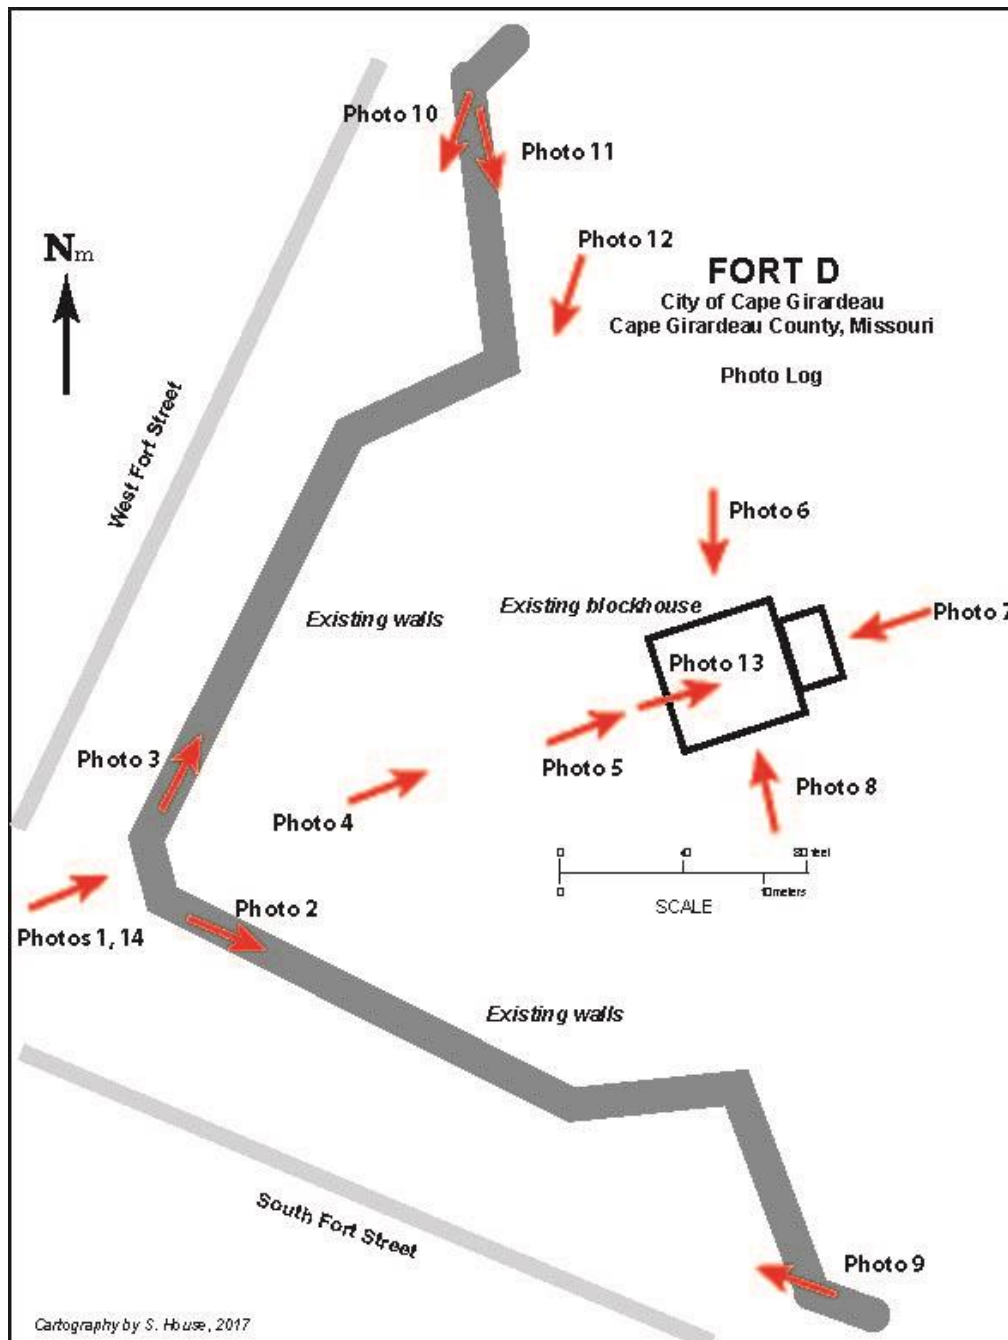 Photo 10
Photo 11
Photo 12
Nm
FORT D
City of Cape Girardeau
Cape Girardeau County, Missouri
Photo Log
West Fort Street
Photo 6
Existing walls
Existing blockhouse
Photo 7
Photo 13
Photo 3
Photo 5
Photo 8
Photo 4
0 40 80 feet
0 10 meters
SCALE
Photo 2
Photos 1, 14
Existing walls
South Fort Street
Photo 9
Cartography by S. House, 2017